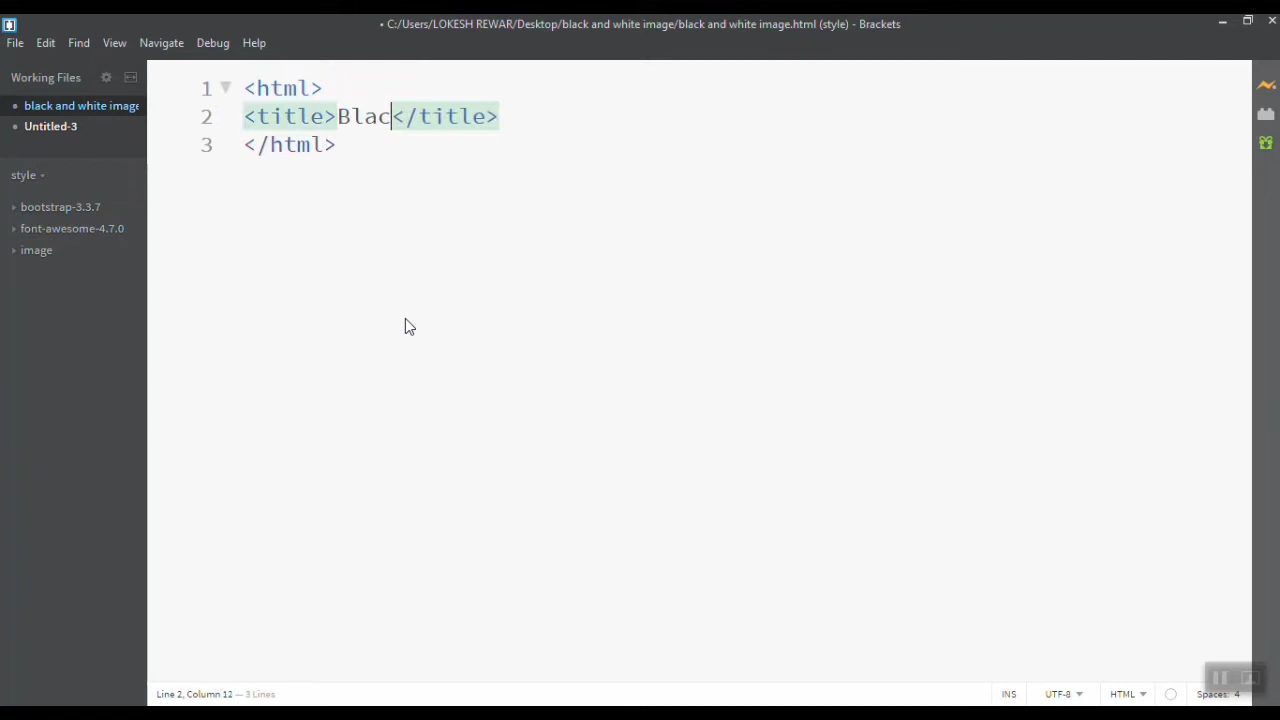 • C:/Users/LOKESH REWAR/Desktop/black and white image/black and white image.html (style) - Brackets
File Edit Find View Navigate Debug Help
Working Files
• black and white image
• Untitled-3
style
bootstrap-3.3.7
font-awesome-4.7.0
image
1 <html>
2 <title>Blac</title>
3 </html>
Line 2, Column 12 — 3 Lines
INS UTF-8 HTML Spaces: 4